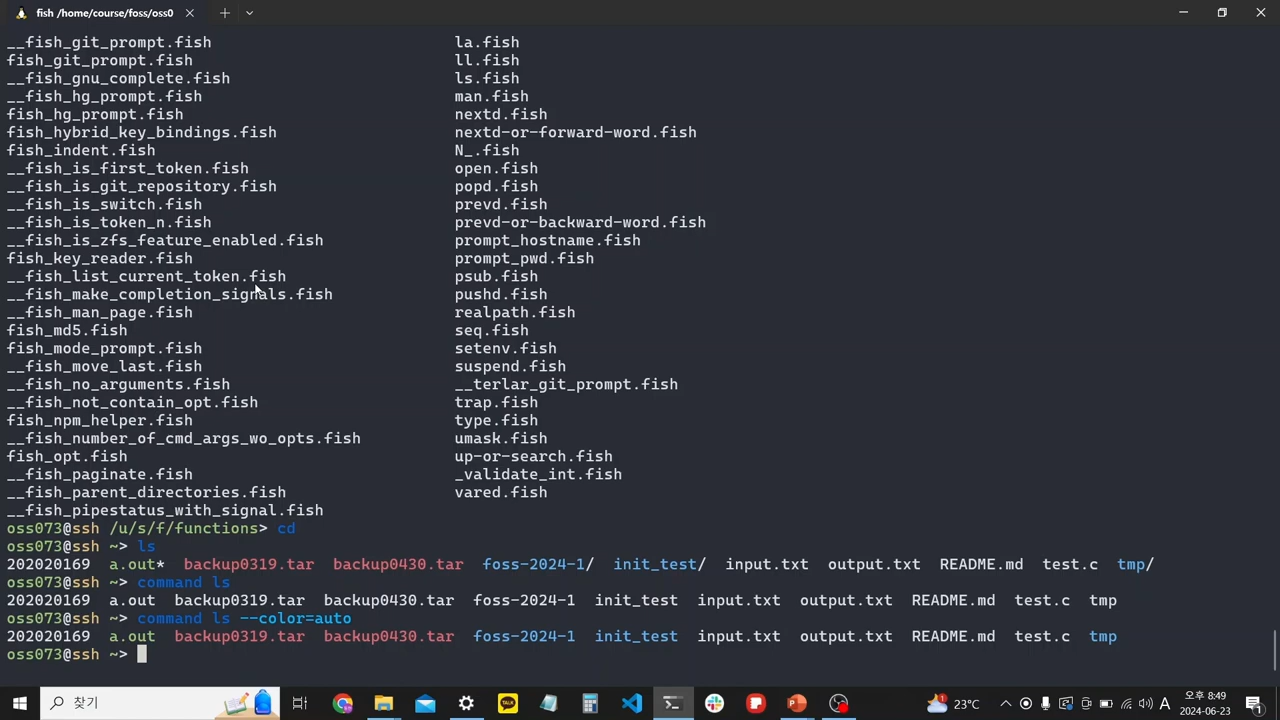 fish /home/course/foss/oss0
__fish_git_prompt.fish la.fish
fish_git_prompt.fish ll.fish
__fish_gnu_complete.fish ls.fish
__fish_hg_prompt.fish man.fish
fish_hg_prompt.fish nextd.fish
fish_hybrid_key_bindings.fish nextd-or-forward-word.fish
fish_indent.fish N_.fish
__fish_is_first_token.fish open.fish
__fish_is_git_repository.fish popd.fish
__fish_is_switch.fish prevd.fish
__fish_is_token_n.fish prevd-or-backward-word.fish
__fish_is_zfs_feature_enabled.fish prompt_hostname.fish
fish_key_reader.fish prompt_pwd.fish
__fish_list_current_token.fish psub.fish
__fish_make_completion_signals.fish pushd.fish
__fish_man_page.fish realpath.fish
fish_md5.fish seq.fish
fish_mode_prompt.fish setenv.fish
__fish_move_last.fish suspend.fish
__fish_no_arguments.fish __terlar_git_prompt.fish
__fish_not_contain_opt.fish trap.fish
fish_npm_helper.fish type.fish
__fish_number_of_cmd_args_wo_opts.fish umask.fish
fish_opt.fish up-or-search.fish
__fish_paginate.fish _validate_int.fish
__fish_parent_directories.fish vared.fish
__fish_pipestatus_with_signal.fish
oss073@ssh /u/s/f/functions> cd
oss073@ssh ~> ls
202020169 a.out* backup0319.tar backup0430.tar foss-2024-1/ init_test/ input.txt output.txt README.md test.c tmp/
oss073@ssh ~> command ls
202020169 a.out backup0319.tar backup0430.tar foss-2024-1 init_test input.txt output.txt README.md test.c tmp
oss073@ssh ~> command ls --color=auto
202020169 a.out backup0319.tar backup0430.tar foss-2024-1 init_test input.txt output.txt README.md test.c tmp
oss073@ssh ~>
찾기 TALK 23°C A 오후 8:49
2024-06-23